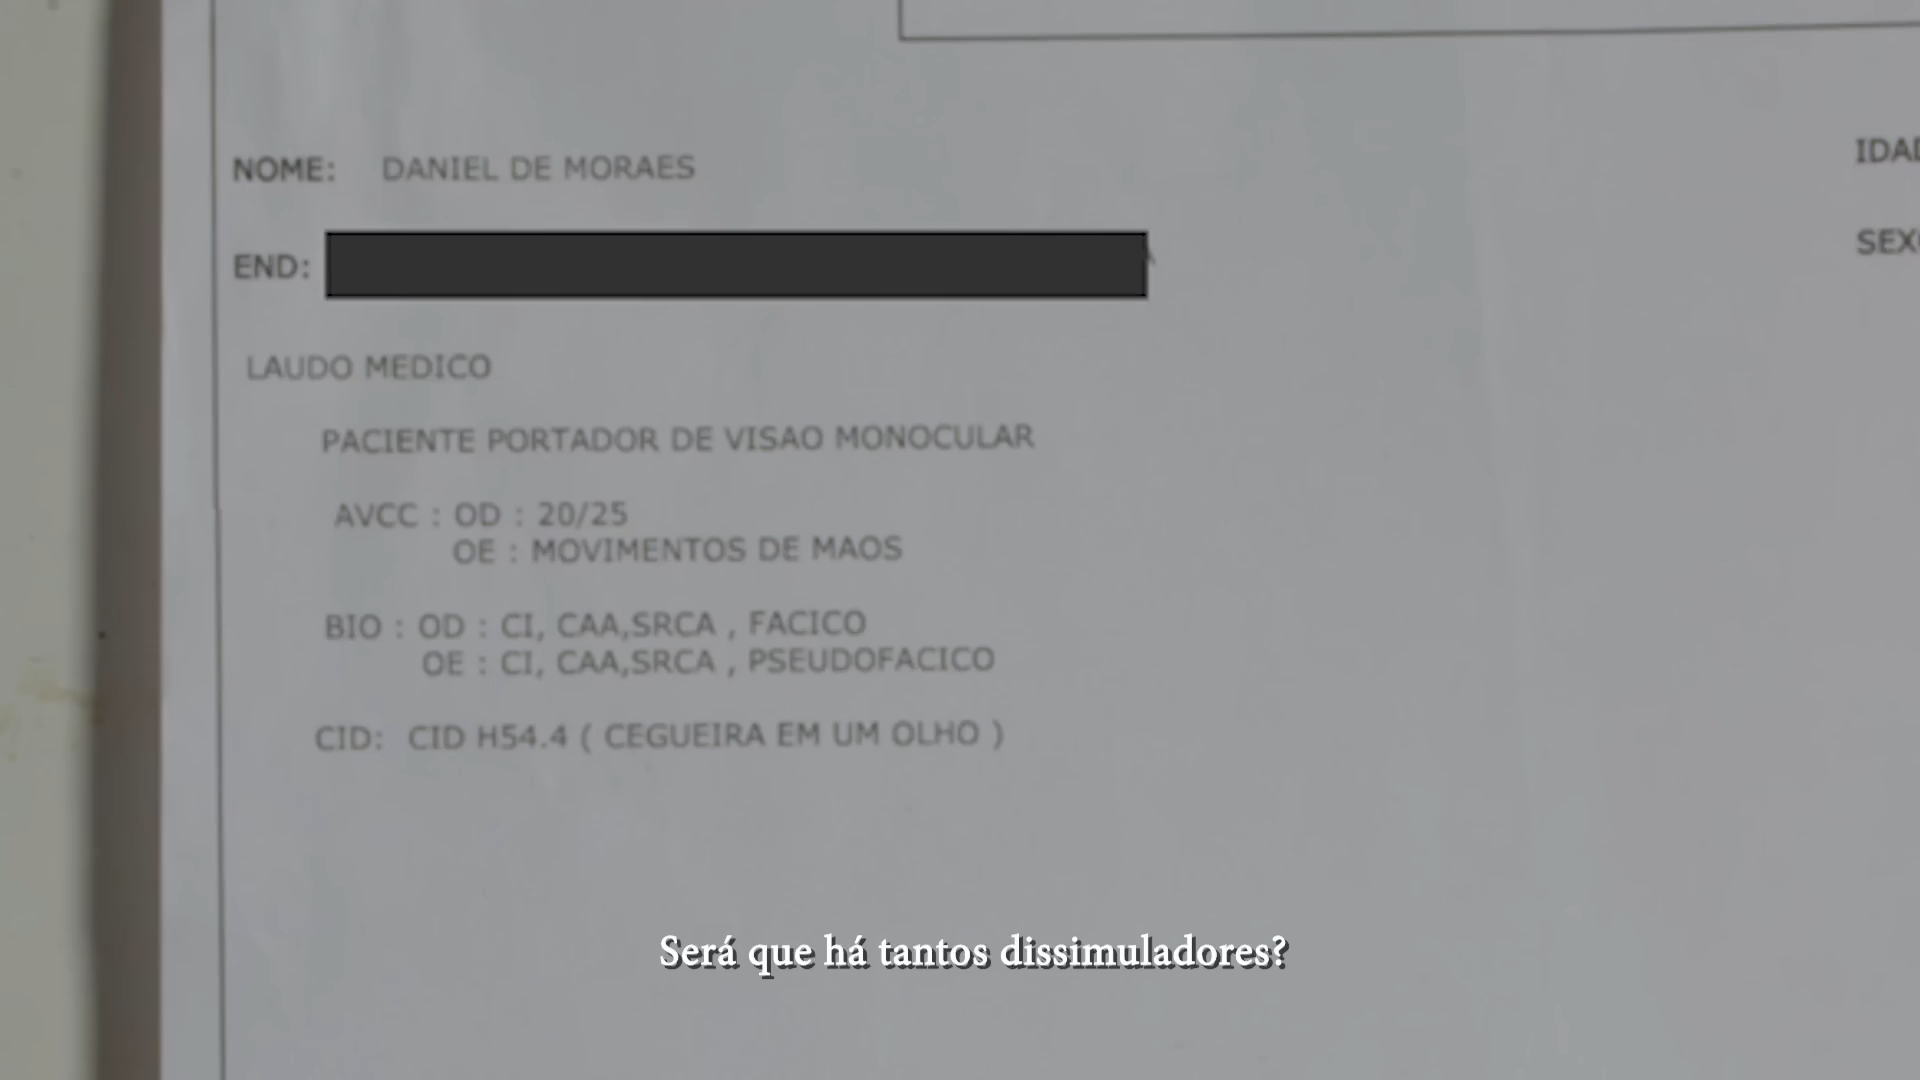 NOME: DANIEL DE MORAES
IDAD
END:
SEXO
LAUDO MEDICO
PACIENTE PORTADOR DE VISAO MONOCULAR
AVCC : OD : 20/25
OE : MOVIMENTOS DE MAOS
BIO : OD : CI, CAA,SRCA , FACICO
OE : CI, CAA,SRCA , PSEUDOFACICO
CID: CID H54.4 ( CEGUEIRA EM UM OLHO )
Será que há tantos dissimuladores?